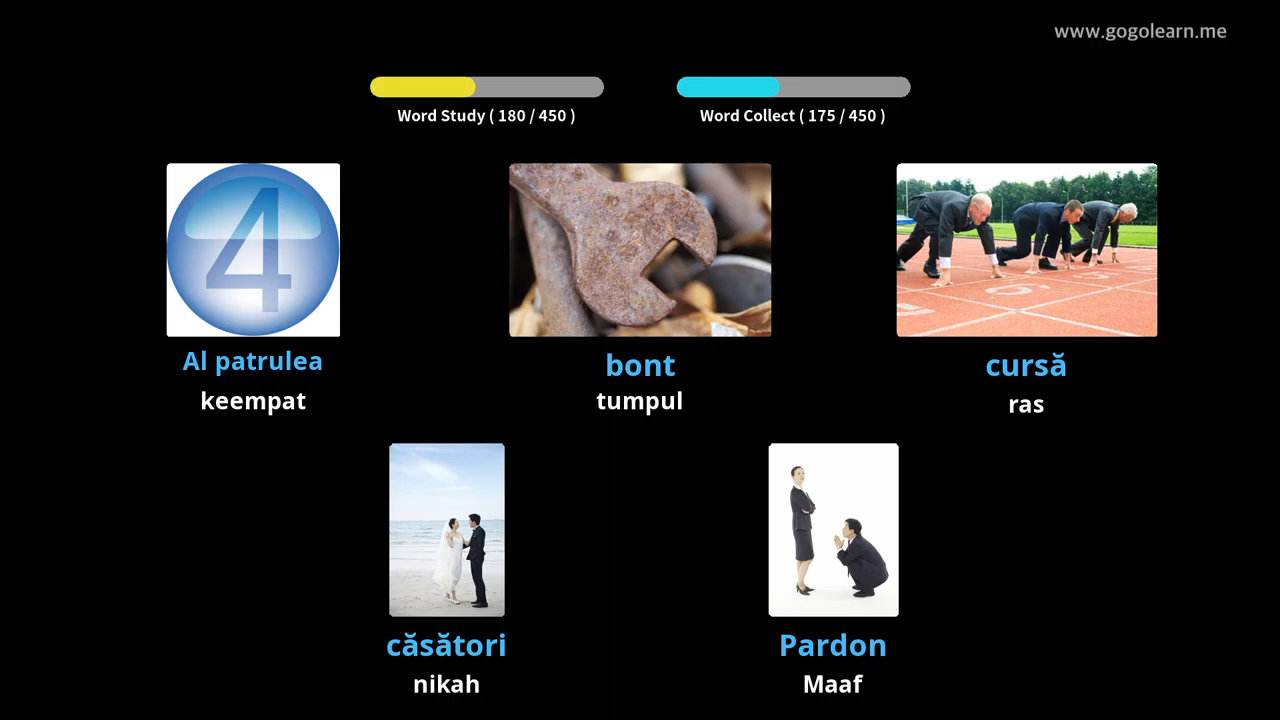 www.gogolearn.me
Word Study ( 180 / 450 )
Word Collect ( 175 / 450 )
4
Al patrulea
keempat
bont
tumpul
cursă
ras
căsători
nikah
Pardon
Maaf